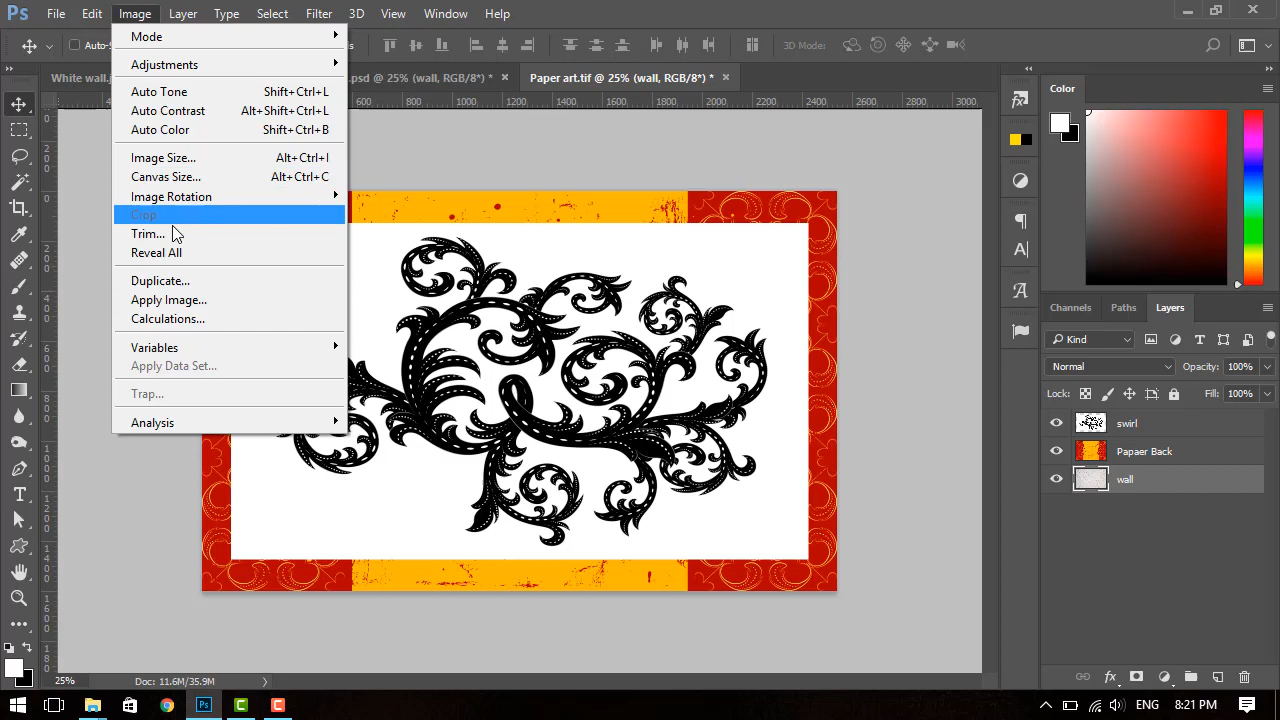 Ps File Edit Image Layer Type Select Filter 3D View Window Help
Auto-S 3D Mode:
White wall.j .psd @ 25% (wall, RGB/8*) * × Paper art.tif @ 25% (wall, RGB/8*) * ×
600 800 1000 1200 1400 1600 1800 2000 2200 2400 2600 2800 3000
Mode
Adjustments
Auto Tone Shift+Ctrl+L
Auto Contrast Alt+Shift+Ctrl+L
Auto Color Shift+Ctrl+B
Image Size... Alt+Ctrl+I
Canvas Size... Alt+Ctrl+C
Image Rotation
Crop
Trim...
Reveal All
Duplicate...
Apply Image...
Calculations...
Variables
Apply Data Set...
Trap...
Analysis
Color
Channels Paths Layers
Kind
Normal Opacity: 100%
Lock: Fill: 100%
swirl
Papaer Back
wall
25% Doc: 11.6M/35.9M
ENG 8:21 PM